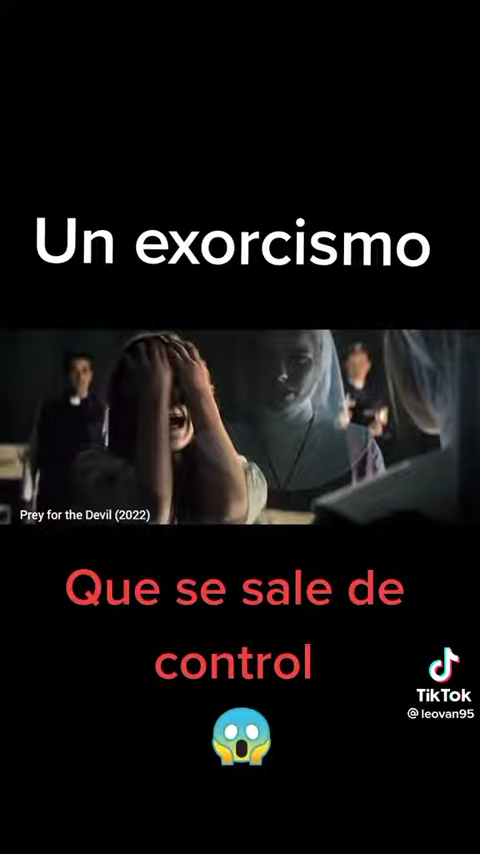 Un exorcismo
Prey for the Devil (2022)
Que se sale de
control
TikTok
@leovan95